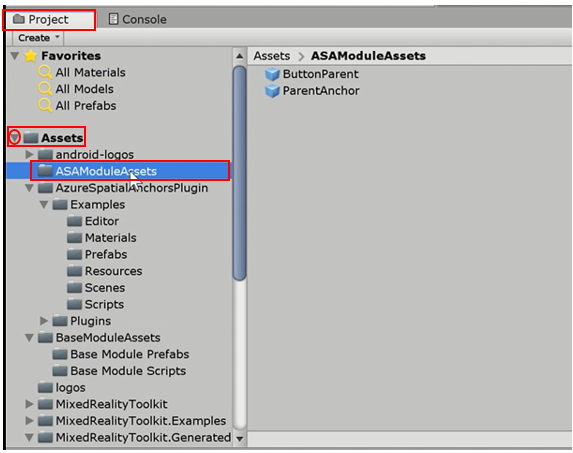 Project
Console
Create
Favorites
All Materials
All Models
All Prefabs
Assets
android-logos
ASAModuleAssets
AzureSpatialAnchorsPlugin
Examples
Editor
Materials
Prefabs
Resources
Scenes
Scripts
Plugins
BaseModuleAssets
Base Module Prefabs
Base Module Scripts
logos
MixedRealityToolkit
MixedRealityToolkit.Examples
MixedRealityToolkit.Generated
Assets > ASAModuleAssets
ButtonParent
ParentAnchor